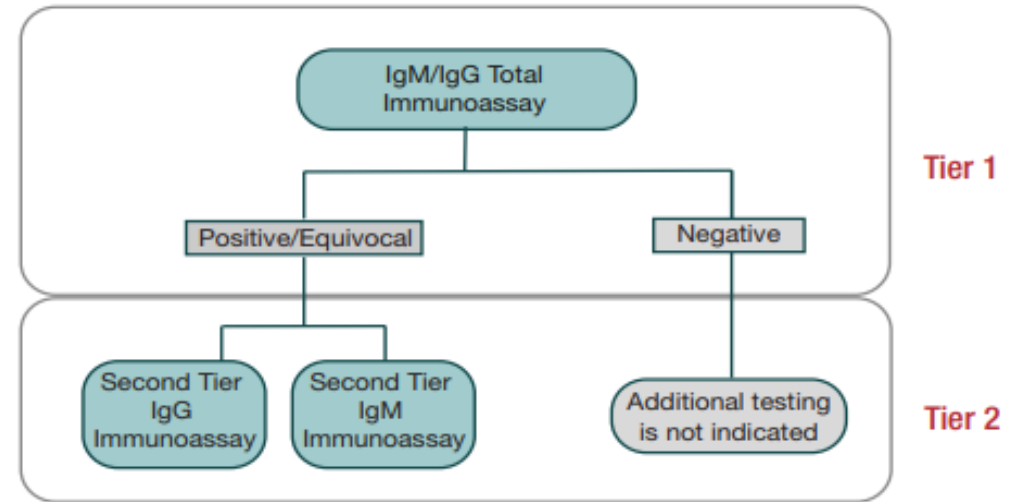 IgM/IgG Total
Immunoassay
Tier 1
Positive/Equivocal
Negative
Second Tier
IgG
Immunoassay
Second Tier
IgM
Immunoassay
Additional testing
is not indicated
Tier 2